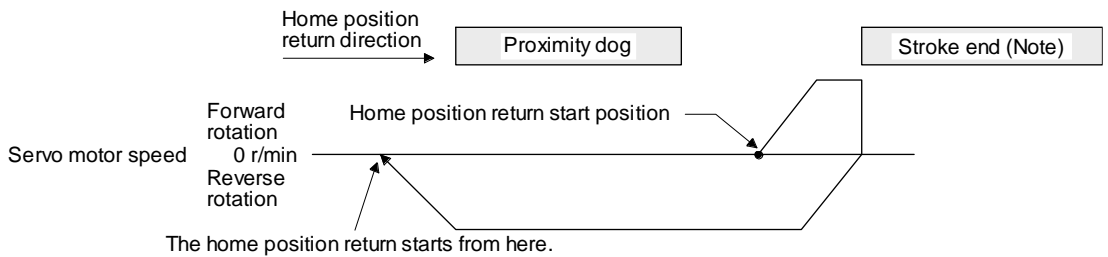 Home position
return direction
Proximity dog
Stroke end (Note)
Home position return start position
Forward
rotation
Servo motor speed 0 r/min
Reverse
rotation
The home position return starts from here.